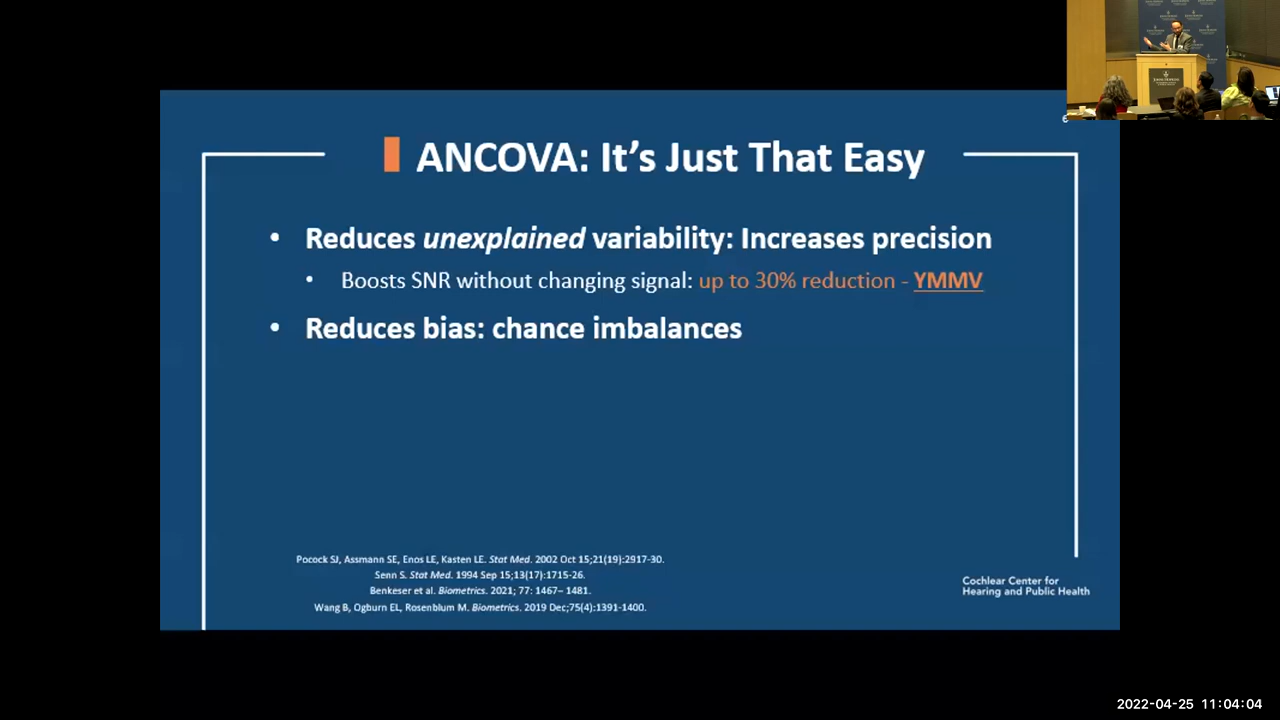 ANCOVA: It's Just That Easy
• Reduces unexplained variability: Increases precision
• Boosts SNR without changing signal: up to 30% reduction - YMMV
• Reduces bias: chance imbalances
Pocock SJ, Assmann SE, Enos LE, Kasten LE. Stat Med. 2002 Oct 15;21(19):2917-30.
Senn S. Stat Med. 1994 Sep 15;13(17):1715-26.
Benkeser et al. Biometrics. 2021; 77: 1467– 1481.
Wang B, Ogburn EL, Rosenblum M. Biometrics. 2019 Dec;75(4):1391-1400.
Cochlear Center for
Hearing and Public Health
2022-04-25 11:04:04